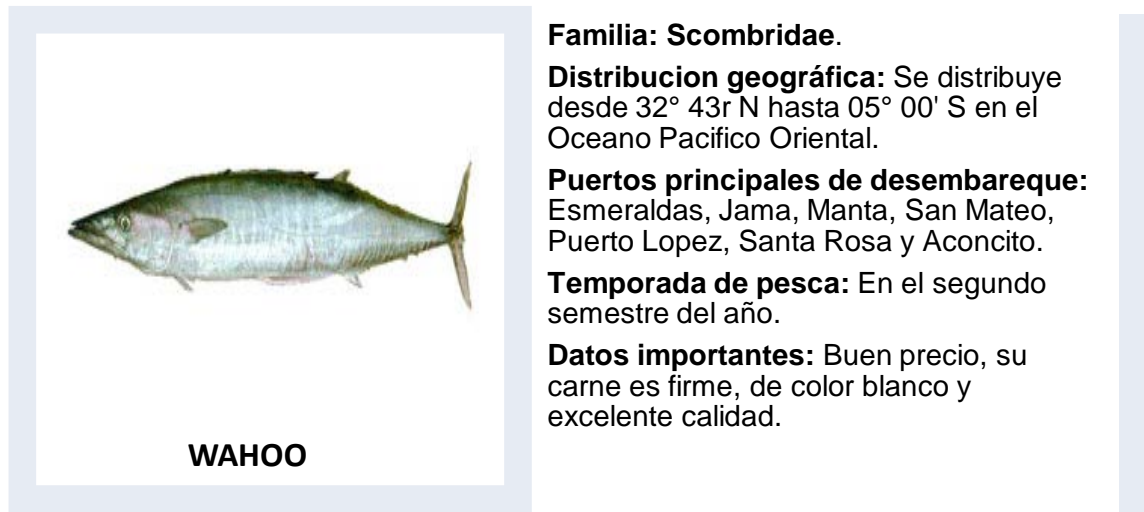 WAHOO
Familia: Scombridae.
Distribucion geográfica: Se distribuye
desde 32° 43r N hasta 05° 00' S en el
Oceano Pacifico Oriental.
Puertos principales de desembareque:
Esmeraldas, Jama, Manta, San Mateo,
Puerto Lopez, Santa Rosa y Aconcito.
Temporada de pesca: En el segundo
semestre del año.
Datos importantes: Buen precio, su
carne es firme, de color blanco y
excelente calidad.